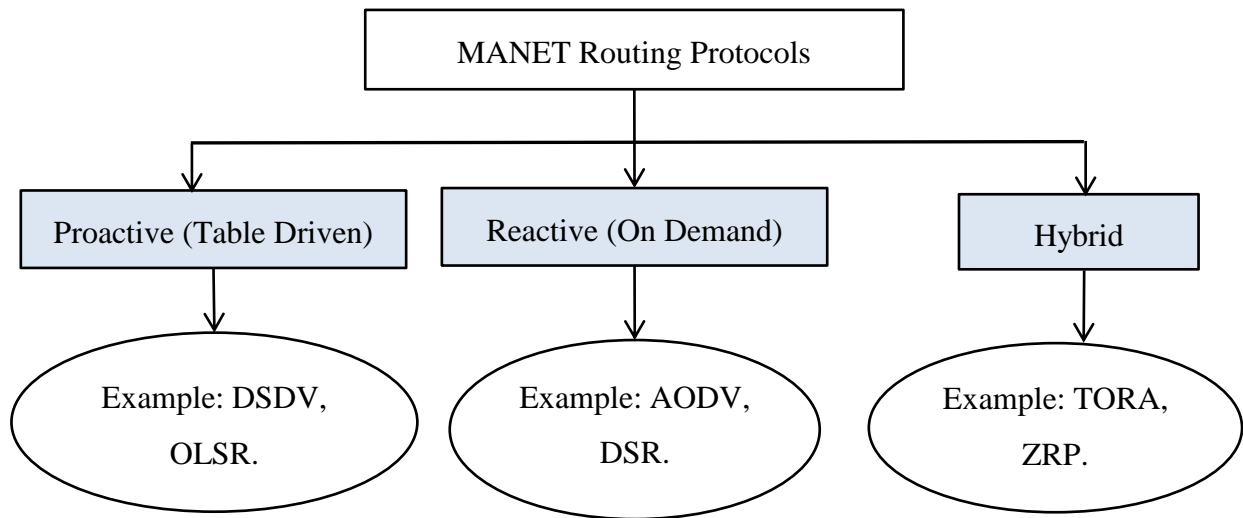 MANET Routing Protocols
Proactive (Table Driven)
Reactive (On Demand)
Hybrid
Example: DSDV,
OLSR.
Example: AODV,
DSR.
Example: TORA,
ZRP.